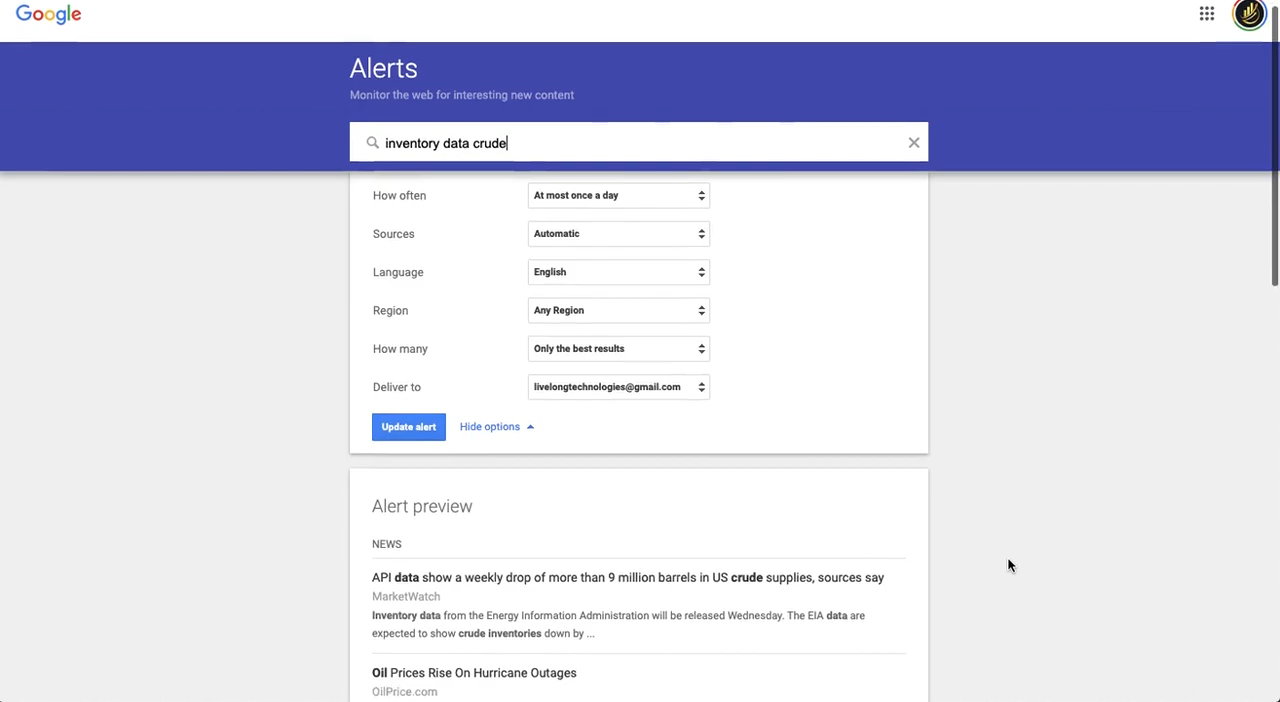 Google
Alerts
Monitor the web for interesting new content
inventory data crude
How often At most once a day
Sources Automatic
Language English
Region Any Region
How many Only the best results
Deliver to livelongtechnologies@gmail.com
Update alert Hide options
Alert preview
NEWS
API data show a weekly drop of more than 9 million barrels in US crude supplies, sources say
MarketWatch
Inventory data from the Energy Information Administration will be released Wednesday. The EIA data are
expected to show crude inventories down by ...
Oil Prices Rise On Hurricane Outages
OilPrice.com